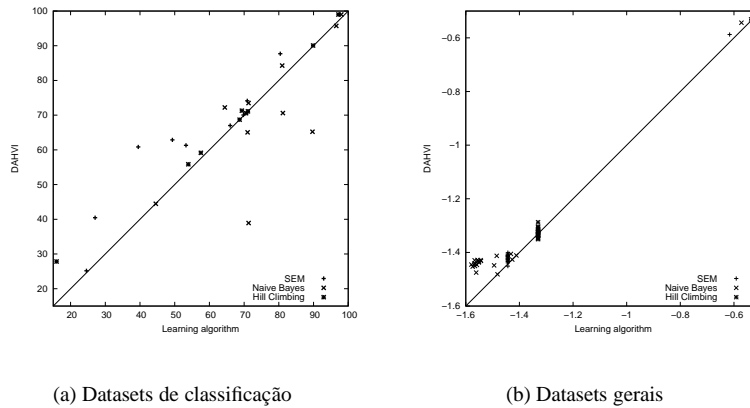 100
90
80
70
60
50
40
30
20
20 30 40 50 60 70 80 90 100
DAHVI
Learning algorithm
SEM
Naive Bayes
Hill Climbing
(a) Datasets de classificação
−0.6
−0.8
−1
−1.2
−1.4
−1.6
−1.6 −1.4 −1.2 −1 −0.8 −0.6
DAHVI
Learning algorithm
SEM
Naive Bayes
Hill Climbing
(b) Datasets gerais